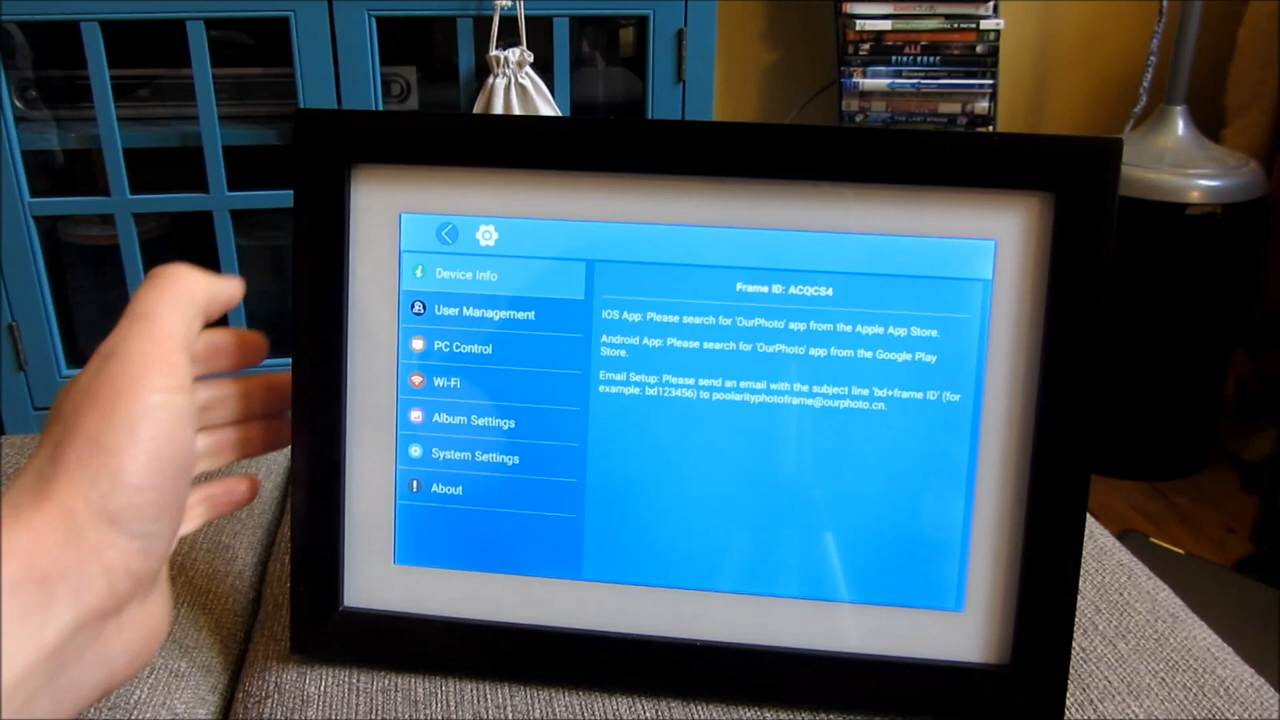 ALI
KING KONG
THE LAST STAND
Device Info
User Management
PC Control
Wi-Fi
Album Settings
System Settings
About
Frame ID: ACQCS4
IOS App: Please search for 'OurPhoto' app from the Apple App Store.
Android App: Please search for 'OurPhoto' app from the Google Play
Store.
Email Setup: Please send an email with the subject line 'bd+frame ID' (for
example: bd123456) to poolarityphotoframe@ourphoto.cn.